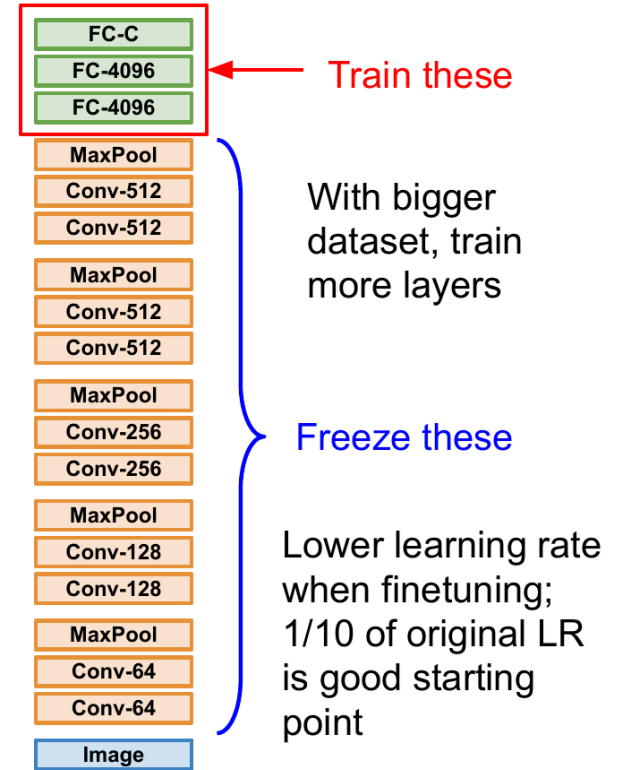 FC-C
FC-4096
FC-4096
Train these
MaxPool
Conv-512
Conv-512
With bigger
dataset, train
more layers
MaxPool
Conv-512
Conv-512
MaxPool
Conv-256
Conv-256
Freeze these
MaxPool
Conv-128
Conv-128
MaxPool
Conv-64
Conv-64
Lower learning rate
when finetuning;
1/10 of original LR
is good starting
point
Image